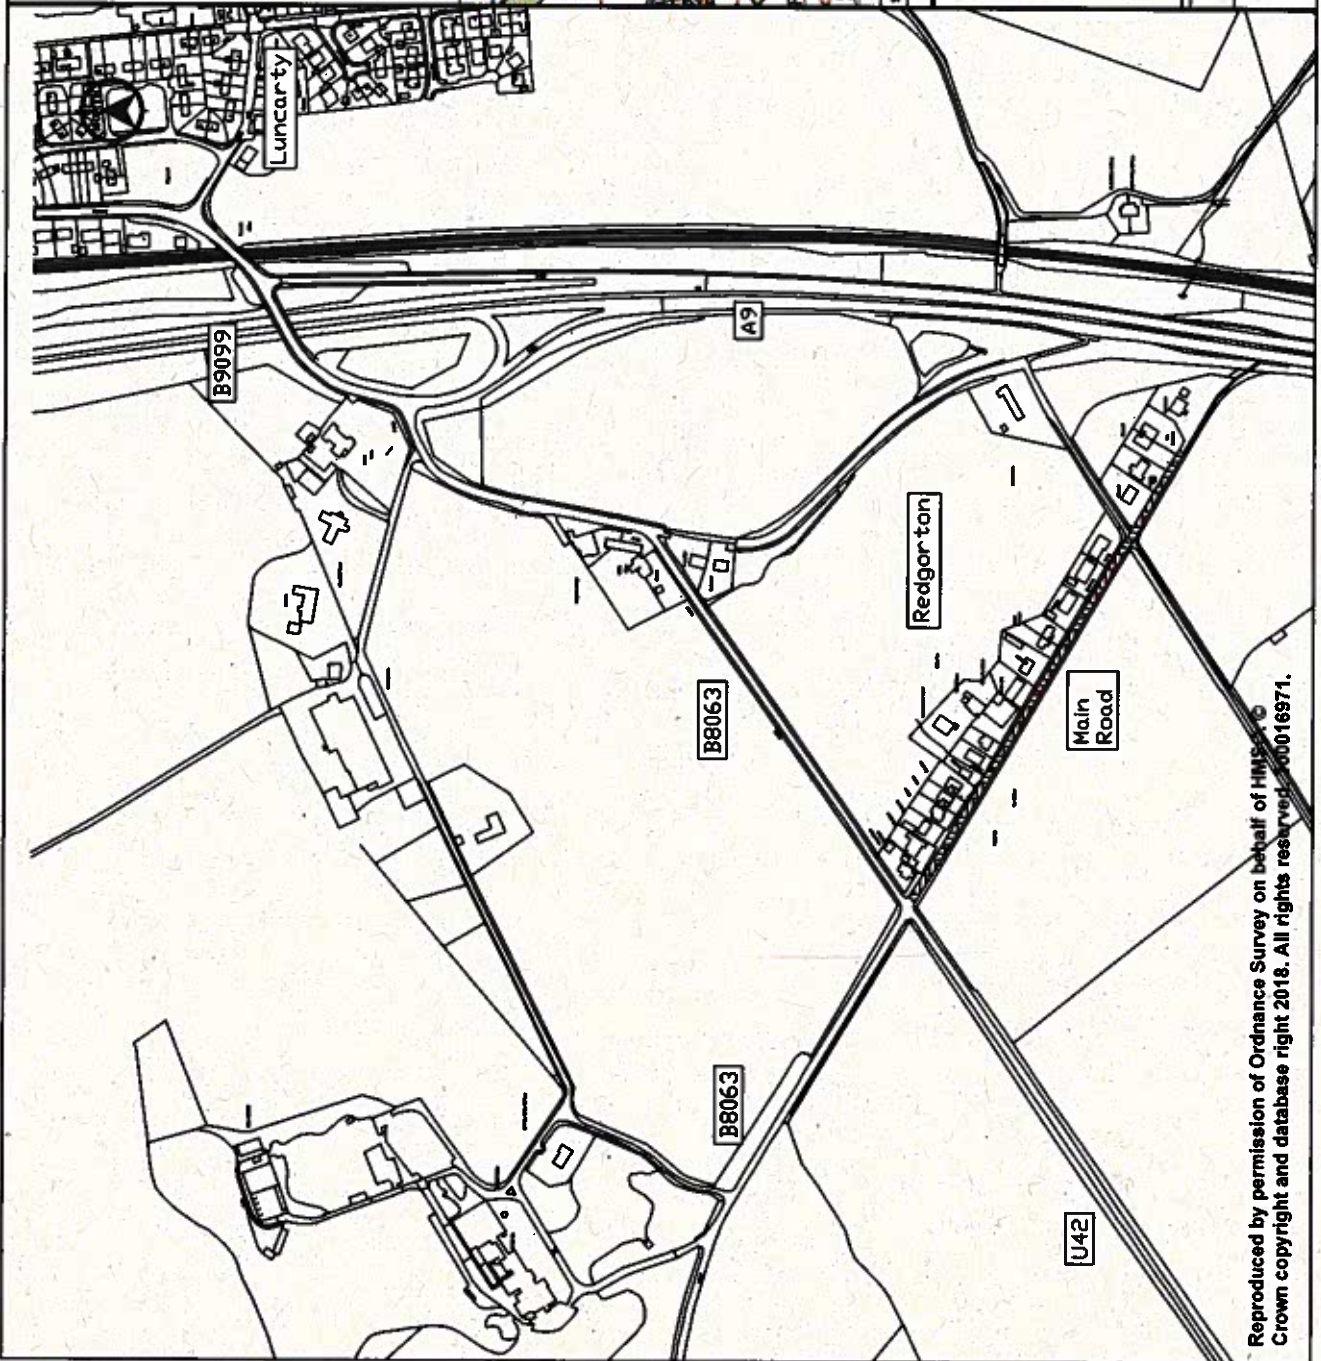 Luncarty
B9099
A9
Redgorton
B8063
Main
Road
B8063
U42
Reproduced by permission of Ordnance Survey on behalf of HMSO. ©
Crown copyright and database right 2018. All rights reserved. 100016971.